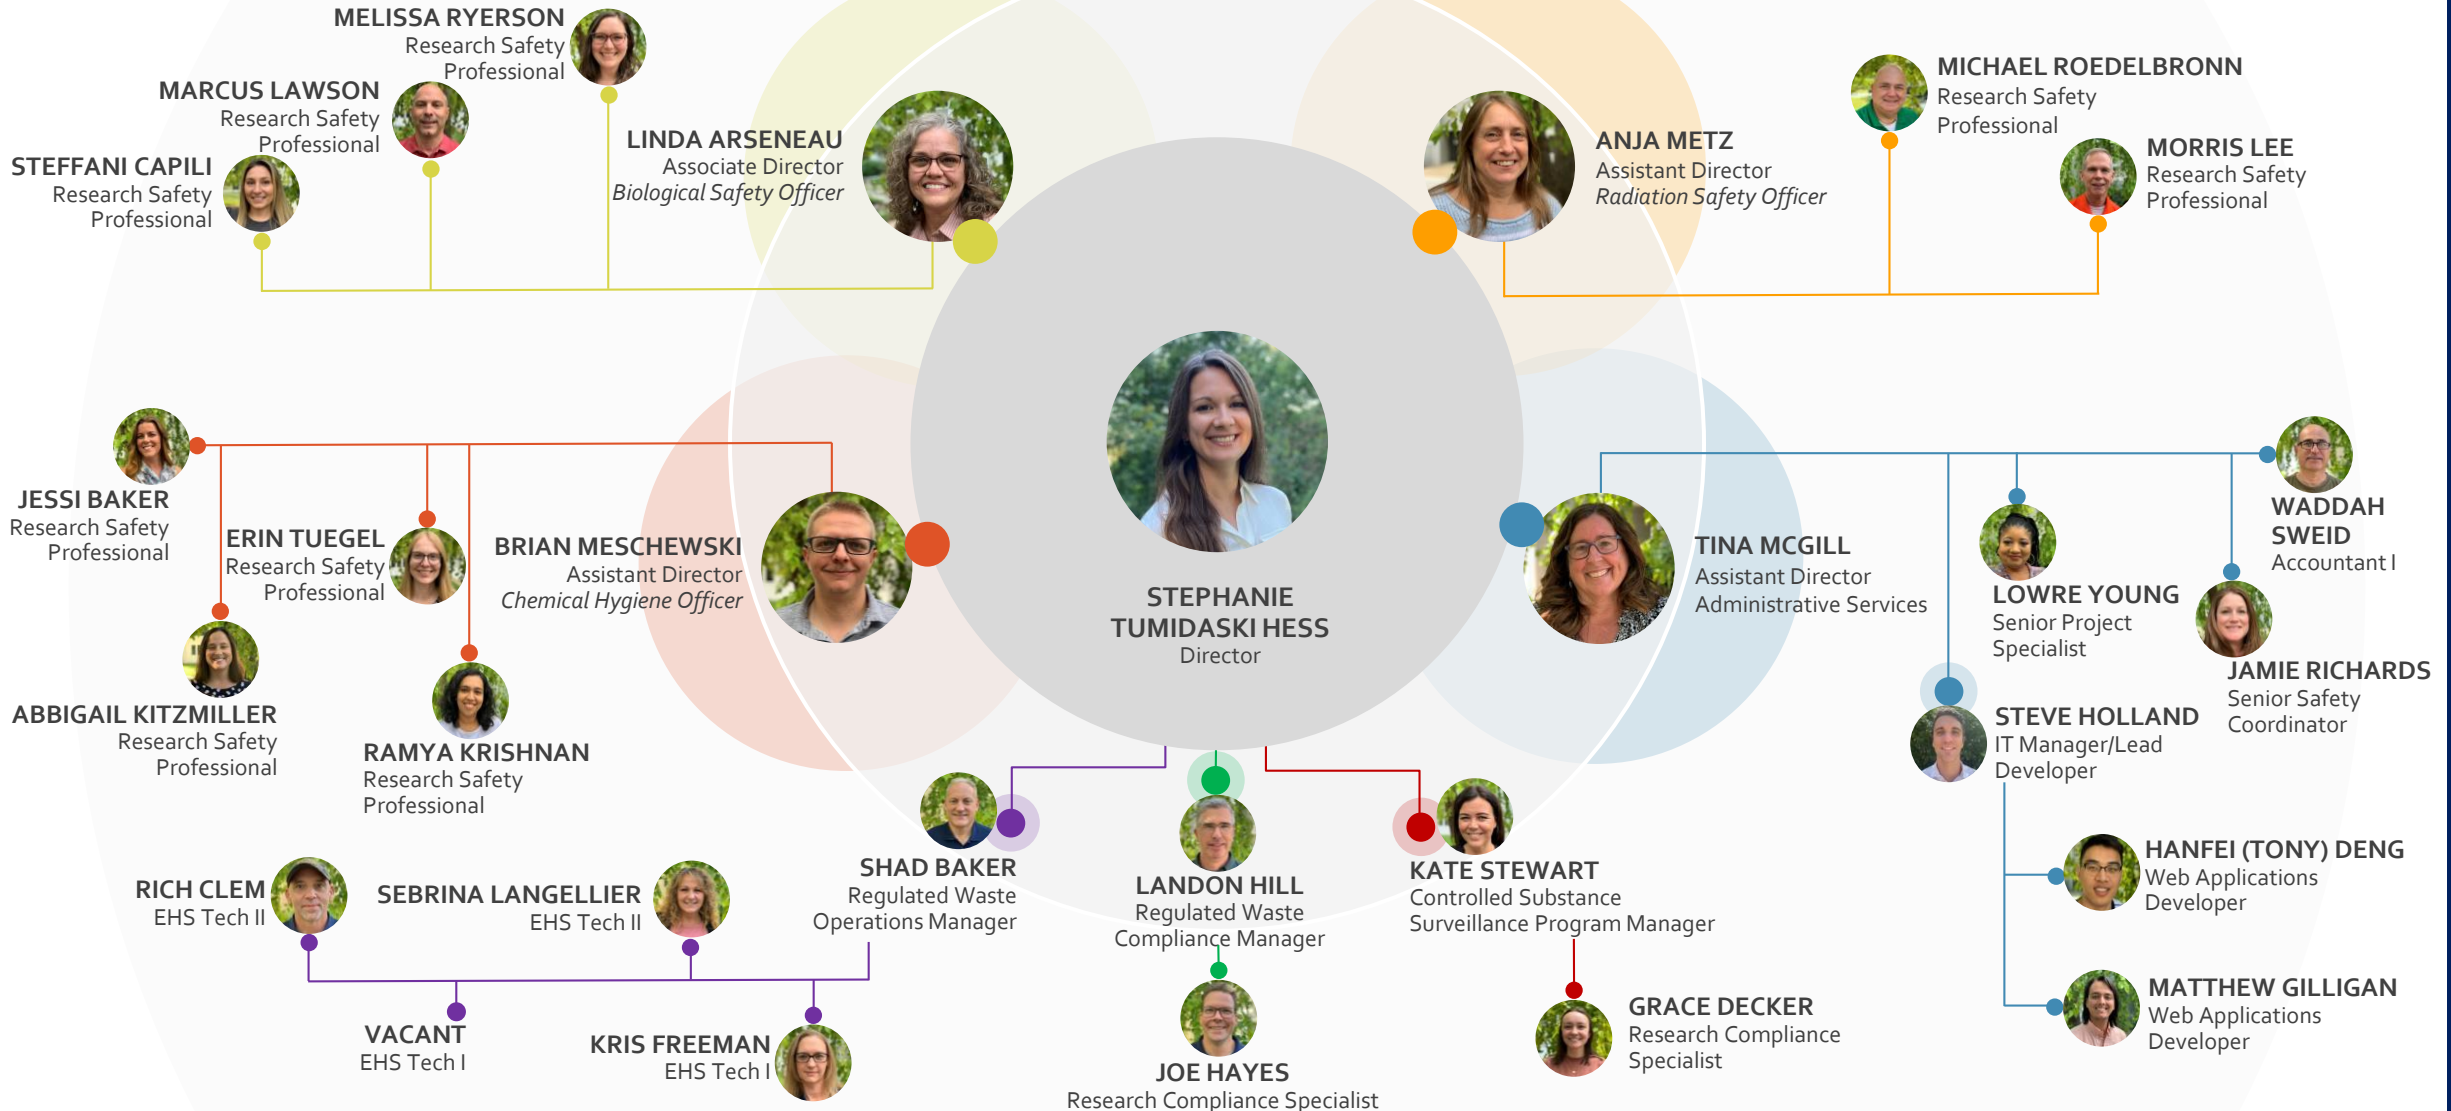 MELISSA RYERSON
Research Safety
Professional
MARCUS LAWSON
Research Safety
Professional
STEFFANI CAPILI
Research Safety
Professional
LINDA ARSENEAU
Associate Director
Biological Safety Officer
ANJA METZ
Assistant Director
Radiation Safety Officer
MICHAEL ROEDELBRONN
Research Safety
Professional
MORRIS LEE
Research Safety
Professional
JESSI BAKER
Research Safety
Professional
ERIN TUEGEL
Research Safety
Professional
BRIAN MESCHEWSKI
Assistant Director
Chemical Hygiene Officer
ABBIGAIL KITZMILLER
Research Safety
Professional
RAMYA KRISHNAN
Research Safety
Professional
STEPHANIE
TUMIDASKI HESS
Director
TINA MCGILL
Assistant Director
Administrative Services
WADDAH
SWEID
Accountant I
LOWRE YOUNG
Senior Project
Specialist
JAMIE RICHARDS
Senior Safety
Coordinator
STEVE HOLLAND
IT Manager/Lead
Developer
HANFEI (TONY) DENG
Web Applications
Developer
MATTHEW GILLIGAN
Web Applications
Developer
SHAD BAKER
Regulated Waste
Operations Manager
RICH CLEM
EHS Tech II
SEBRINA LANGELLIER
EHS Tech II
VACANT
EHS Tech I
KRIS FREEMAN
EHS Tech I
LANDON HILL
Regulated Waste
Compliance Manager
JOE HAYES
Research Compliance Specialist
KATE STEWART
Controlled Substance
Surveillance Program Manager
GRACE DECKER
Research Compliance
Specialist